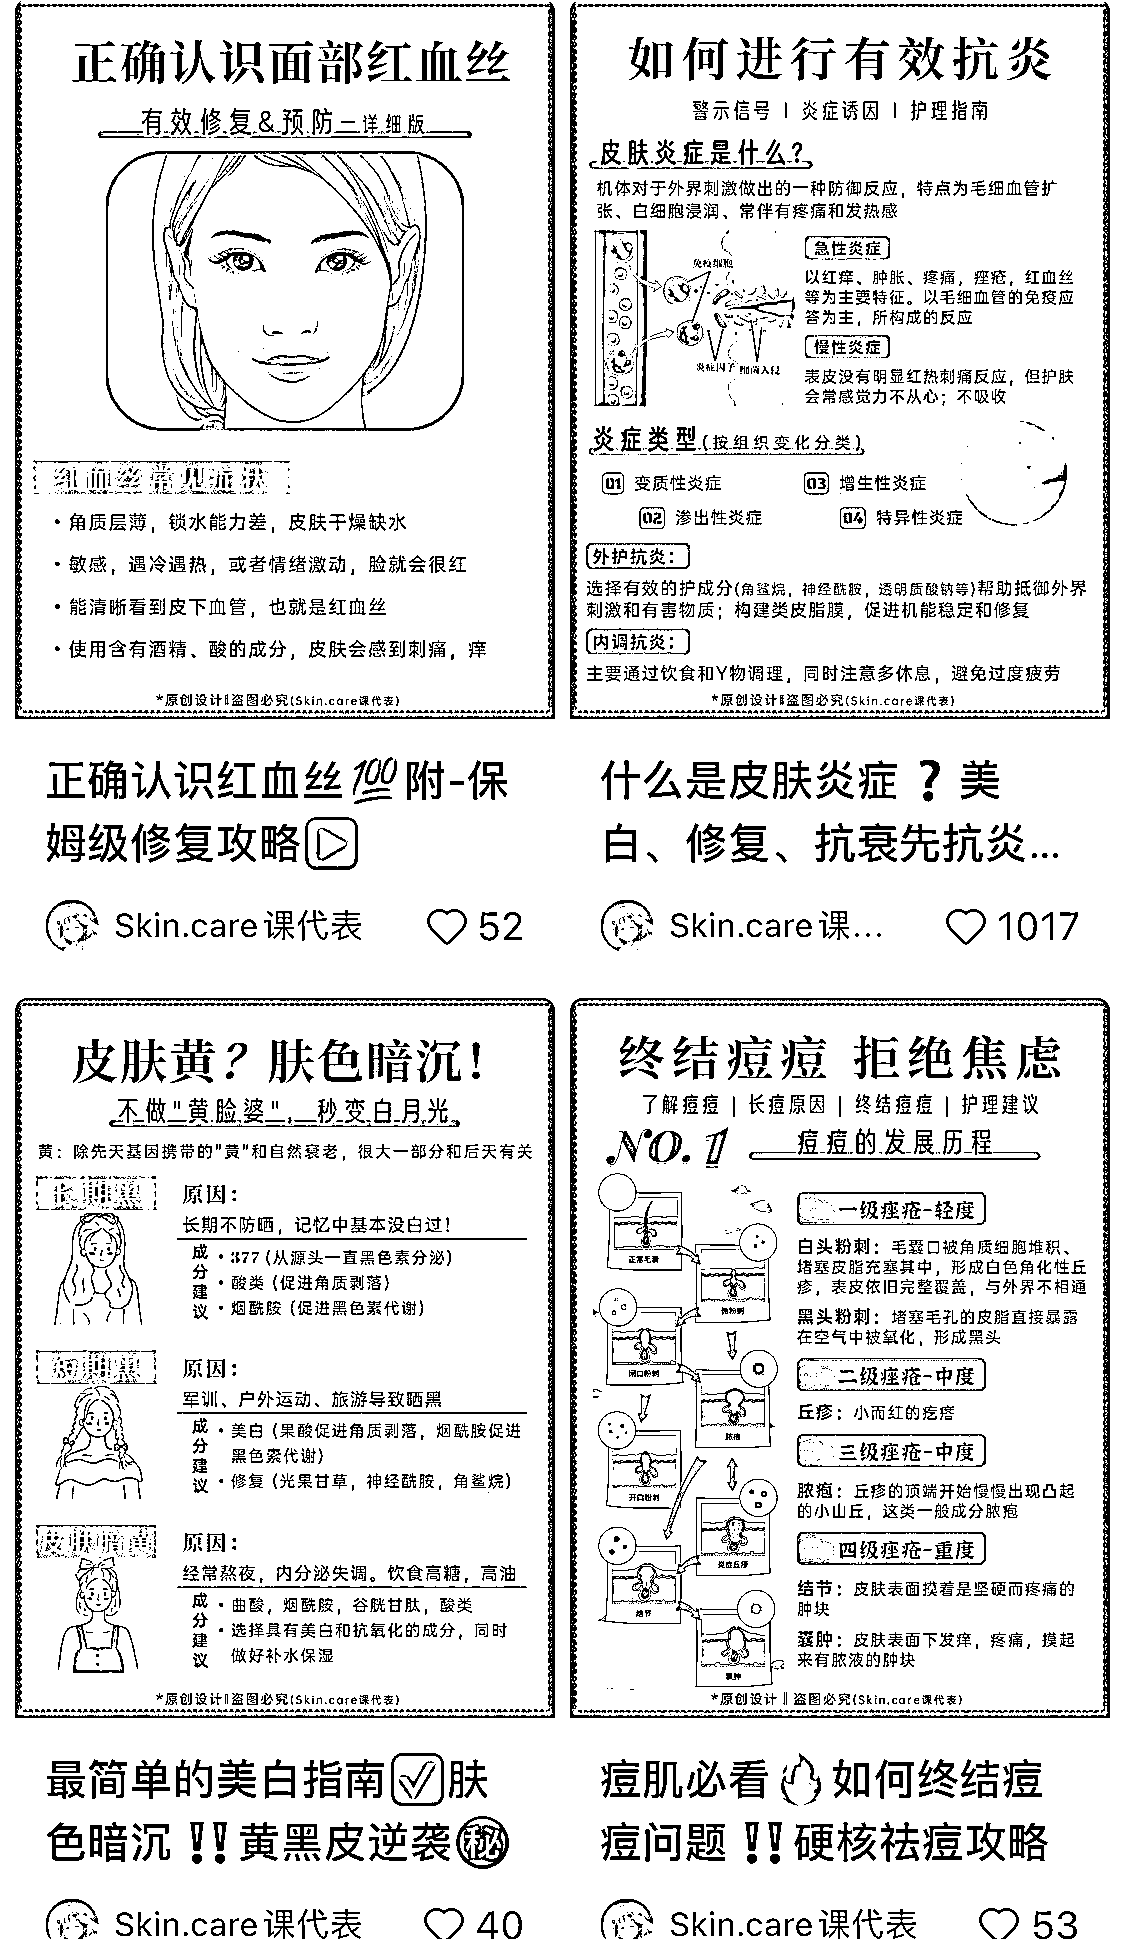 正确认识面部红血丝
有效修复&预防—详细版
红血丝常见症状
• 角质层薄，锁水能力差，皮肤干燥缺水
• 敏感，遇冷遇热，或者情绪激动，脸就会很红
• 能清晰看到皮下血管，也就是红血丝
• 使用含有酒精、酸的成分，皮肤会感到刺痛，痒
*原创设计‖盗图必究(Skin.care课代表)
正确认识红血丝💯附-保
姆级修复攻略▶️
Skin.care课代表 ♡ 52
如何进行有效抗炎
警示信号 | 炎症诱因 | 护理指南
皮肤炎症是什么？
机体对于外界刺激做出的一种防御反应，特点为毛细血管扩
张、白细胞浸润、常伴有疼痛和发热感
免疫细胞
炎症因子 细菌入侵
急性炎症
以红痒、肿胀、疼痛，痤疮，红血丝
等为主要特征。以毛细血管的免疫应
答为主，所构成的反应
慢性炎症
表皮没有明显红热刺痛反应，但护肤
会常感觉力不从心；不吸收
炎症类型(按组织变化分类)
01 变质性炎症 03 增生性炎症
02 渗出性炎症 04 特异性炎症
外护抗炎：
选择有效的护成分(角鲨烷，神经酰胺，透明质酸钠等)帮助抵御外界
刺激和有害物质；构建类皮脂膜，促进机能稳定和修复
内调抗炎：
主要通过饮食和Y物调理，同时注意多休息，避免过度疲劳
*原创设计‖盗图必究(Skin.care课代表)
什么是皮肤炎症❓美
白、修复、抗衰先抗炎...
Skin.care课... ♡ 1017
皮肤黄？肤色暗沉！
不做"黄脸婆"，秒变白月光
黄：除先天基因携带的"黄"和自然衰老，很大一部分和后天有关
长期黑
原因：
长期不防晒，记忆中基本没白过！
成分建议
• 377 (从源头一直黑色素分泌)
• 酸类 (促进角质剥落)
• 烟酰胺 (促进黑色素代谢)
短期黑
原因：
军训、户外运动、旅游导致晒黑
成分建议
• 美白 (果酸促进角质剥落，烟酰胺促进
黑色素代谢)
• 修复 (光果甘草，神经酰胺，角鲨烷)
皮肤暗黄
原因：
经常熬夜，内分泌失调。饮食高糖，高油
成分建议
• 曲酸，烟酰胺，谷胱甘肽，酸类
• 选择具有美白和抗氧化的成分，同时
做好补水保湿
*原创设计‖盗图必究(Skin.care课代表)
最简单的美白指南✅肤
色暗沉‼️黄黑皮逆袭㊙️
Skin.care课代表 ♡ 40
终结痘痘 拒绝焦虑
了解痘痘 | 长痘原因 | 终结痘痘 | 护理建议
NO.1 痘痘的发展历程
正常毛囊
微粉刺
闭口粉刺
脓疱
开口粉刺
炎症丘疹
结节
囊肿
一级痤疮-轻度
白头粉刺：毛囊口被角质细胞堆积、
堵塞皮脂充塞其中，形成白色角化性丘
疹，表皮依旧完整覆盖，与外界不相通
黑头粉刺：堵塞毛孔的皮脂直接暴露
在空气中被氧化，形成黑头
二级痤疮-中度
丘疹：小而红的疙瘩
三级痤疮-中度
脓疱：丘疹的顶端开始慢慢出现凸起
的小山丘，这类一般成分脓疱
四级痤疮-重度
结节：皮肤表面摸着是坚硬而疼痛的
肿块
囊肿：皮肤表面下发痒，疼痛，摸起
来有脓液的肿块
*原创设计‖盗图必究(Skin.care课代表)
痘肌必看🔥如何终结痘
痘问题‼️硬核祛痘攻略
Skin.care课代表 ♡ 53